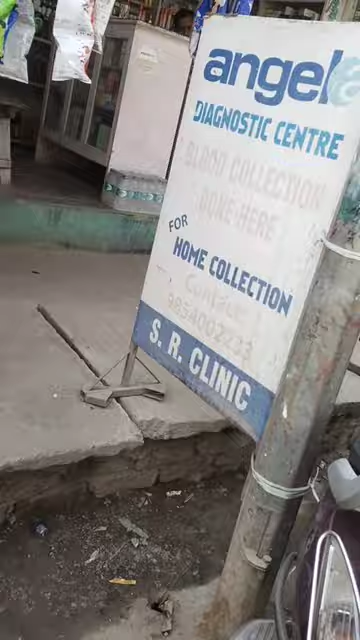 angel
DIAGNOSTIC CENTRE
BLOOD COLLECTION
DONE HERE
FOR
HOME COLLECTION
Contact
S. R. CLINIC